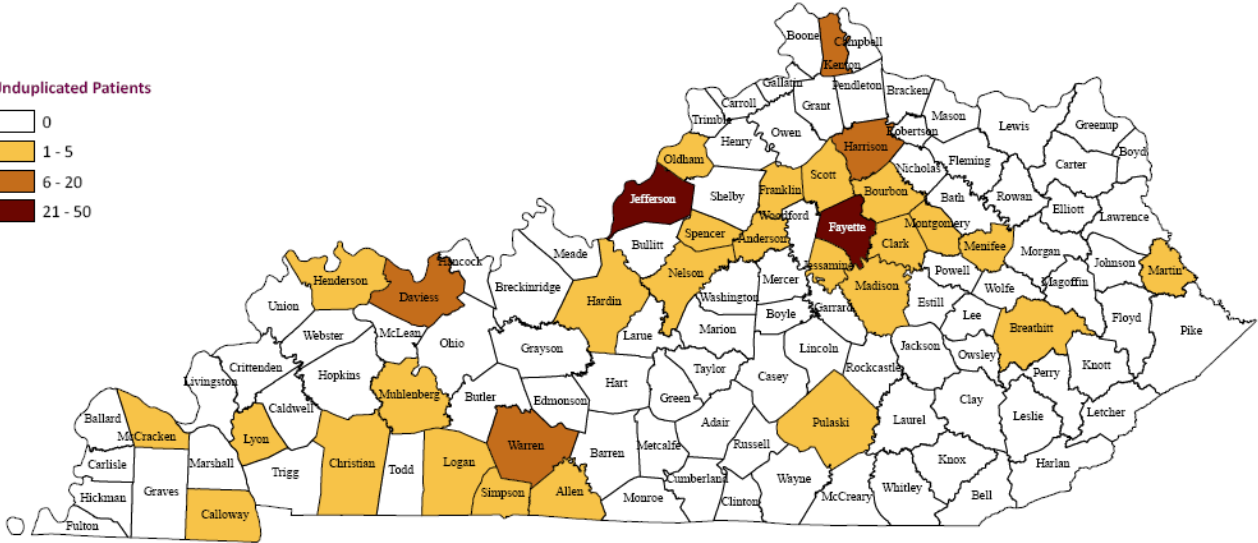 Unduplicated Patients
0
1 - 5
6 - 20
21 - 50
Boone
Campbell
Kenton
Gallatin
Pendleton
Bracken
Carroll
Grant
Trimble
Mason
Robertson
Lewis
Greenup
Owen
Henry
Harrison
Boyd
Oldham
Fleming
Carter
Nicholas
Scott
Franklin
Bourbon
Shelby
Jefferson
Bath
Rowan
Elliott
Woodford
Lawrence
Fayette
Montgomery
Spencer
Anderson
Clark
Menifee
Bullitt
Morgan
Meade
Hancock
Jessamine
Johnson
Martin
Nelson
Powell
Henderson
Mercer
Magoffin
Breckinridge
Madison
Wolfe
Daviess
Hardin
Washington
Union
Garrard
Estill
Boyle
Lee
Floyd
Marion
Breathitt
Pike
Webster
McLean
Larue
Ohio
Grayson
Lincoln
Jackson
Owsley
Crittenden
Rockcastle
Knott
Taylor
Perry
Hopkins
Casey
Livingston
Hart
Muhlenberg
Butler
Green
Edmonson
Clay
Caldwell
Letcher
Leslie
Ballard
Adair
Pulaski
Laurel
McCracken
Lyon
Warren
Russell
Metcalfe
Barren
Knox
Carlisle
Marshall
Christian
Todd
Logan
Harlan
Trigg
Cumberland
Wayne
Whitley
Graves
Simpson
Allen
Hickman
Monroe
Clinton
McCreary
Bell
Calloway
Fulton